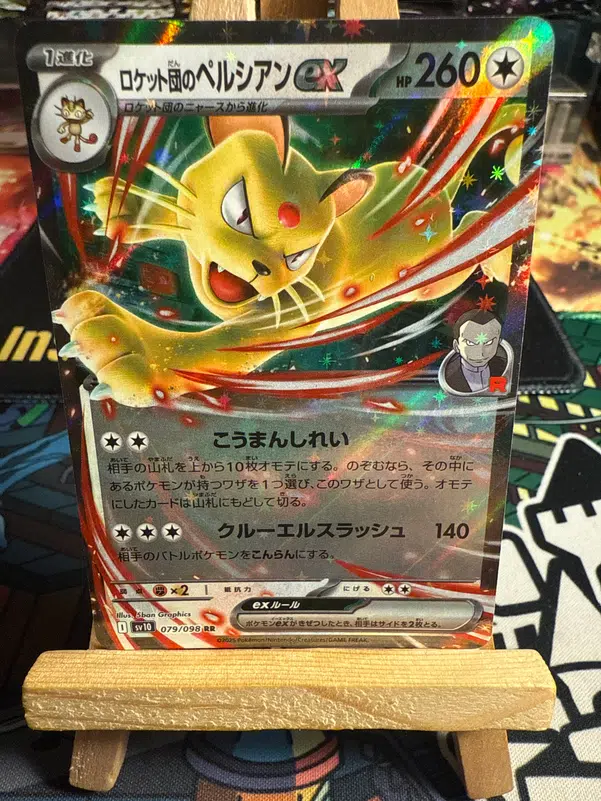 1進化
ロケット団のペルシアンex
HP 260
ロケット団のニャースから進化
R
こうまんしれい
相手の山札を上から10枚オモテにする。のぞむなら、その中に
あるポケモンが持つワザを1つ選び、このワザとして使う。オモテ
にしたカードは山札にもどして切る。
クルーエルスラッシュ 140
相手のバトルポケモンをこんらんにする。
弱点 ×2 抵抗力 にげる
exルール
ポケモンexがきぜつしたとき、相手はサイドを2枚とる。
Illus. 5ban Graphics
I sv10 079/098 RR
©2025 Pokémon/Nintendo/Creatures/GAME FREAK.